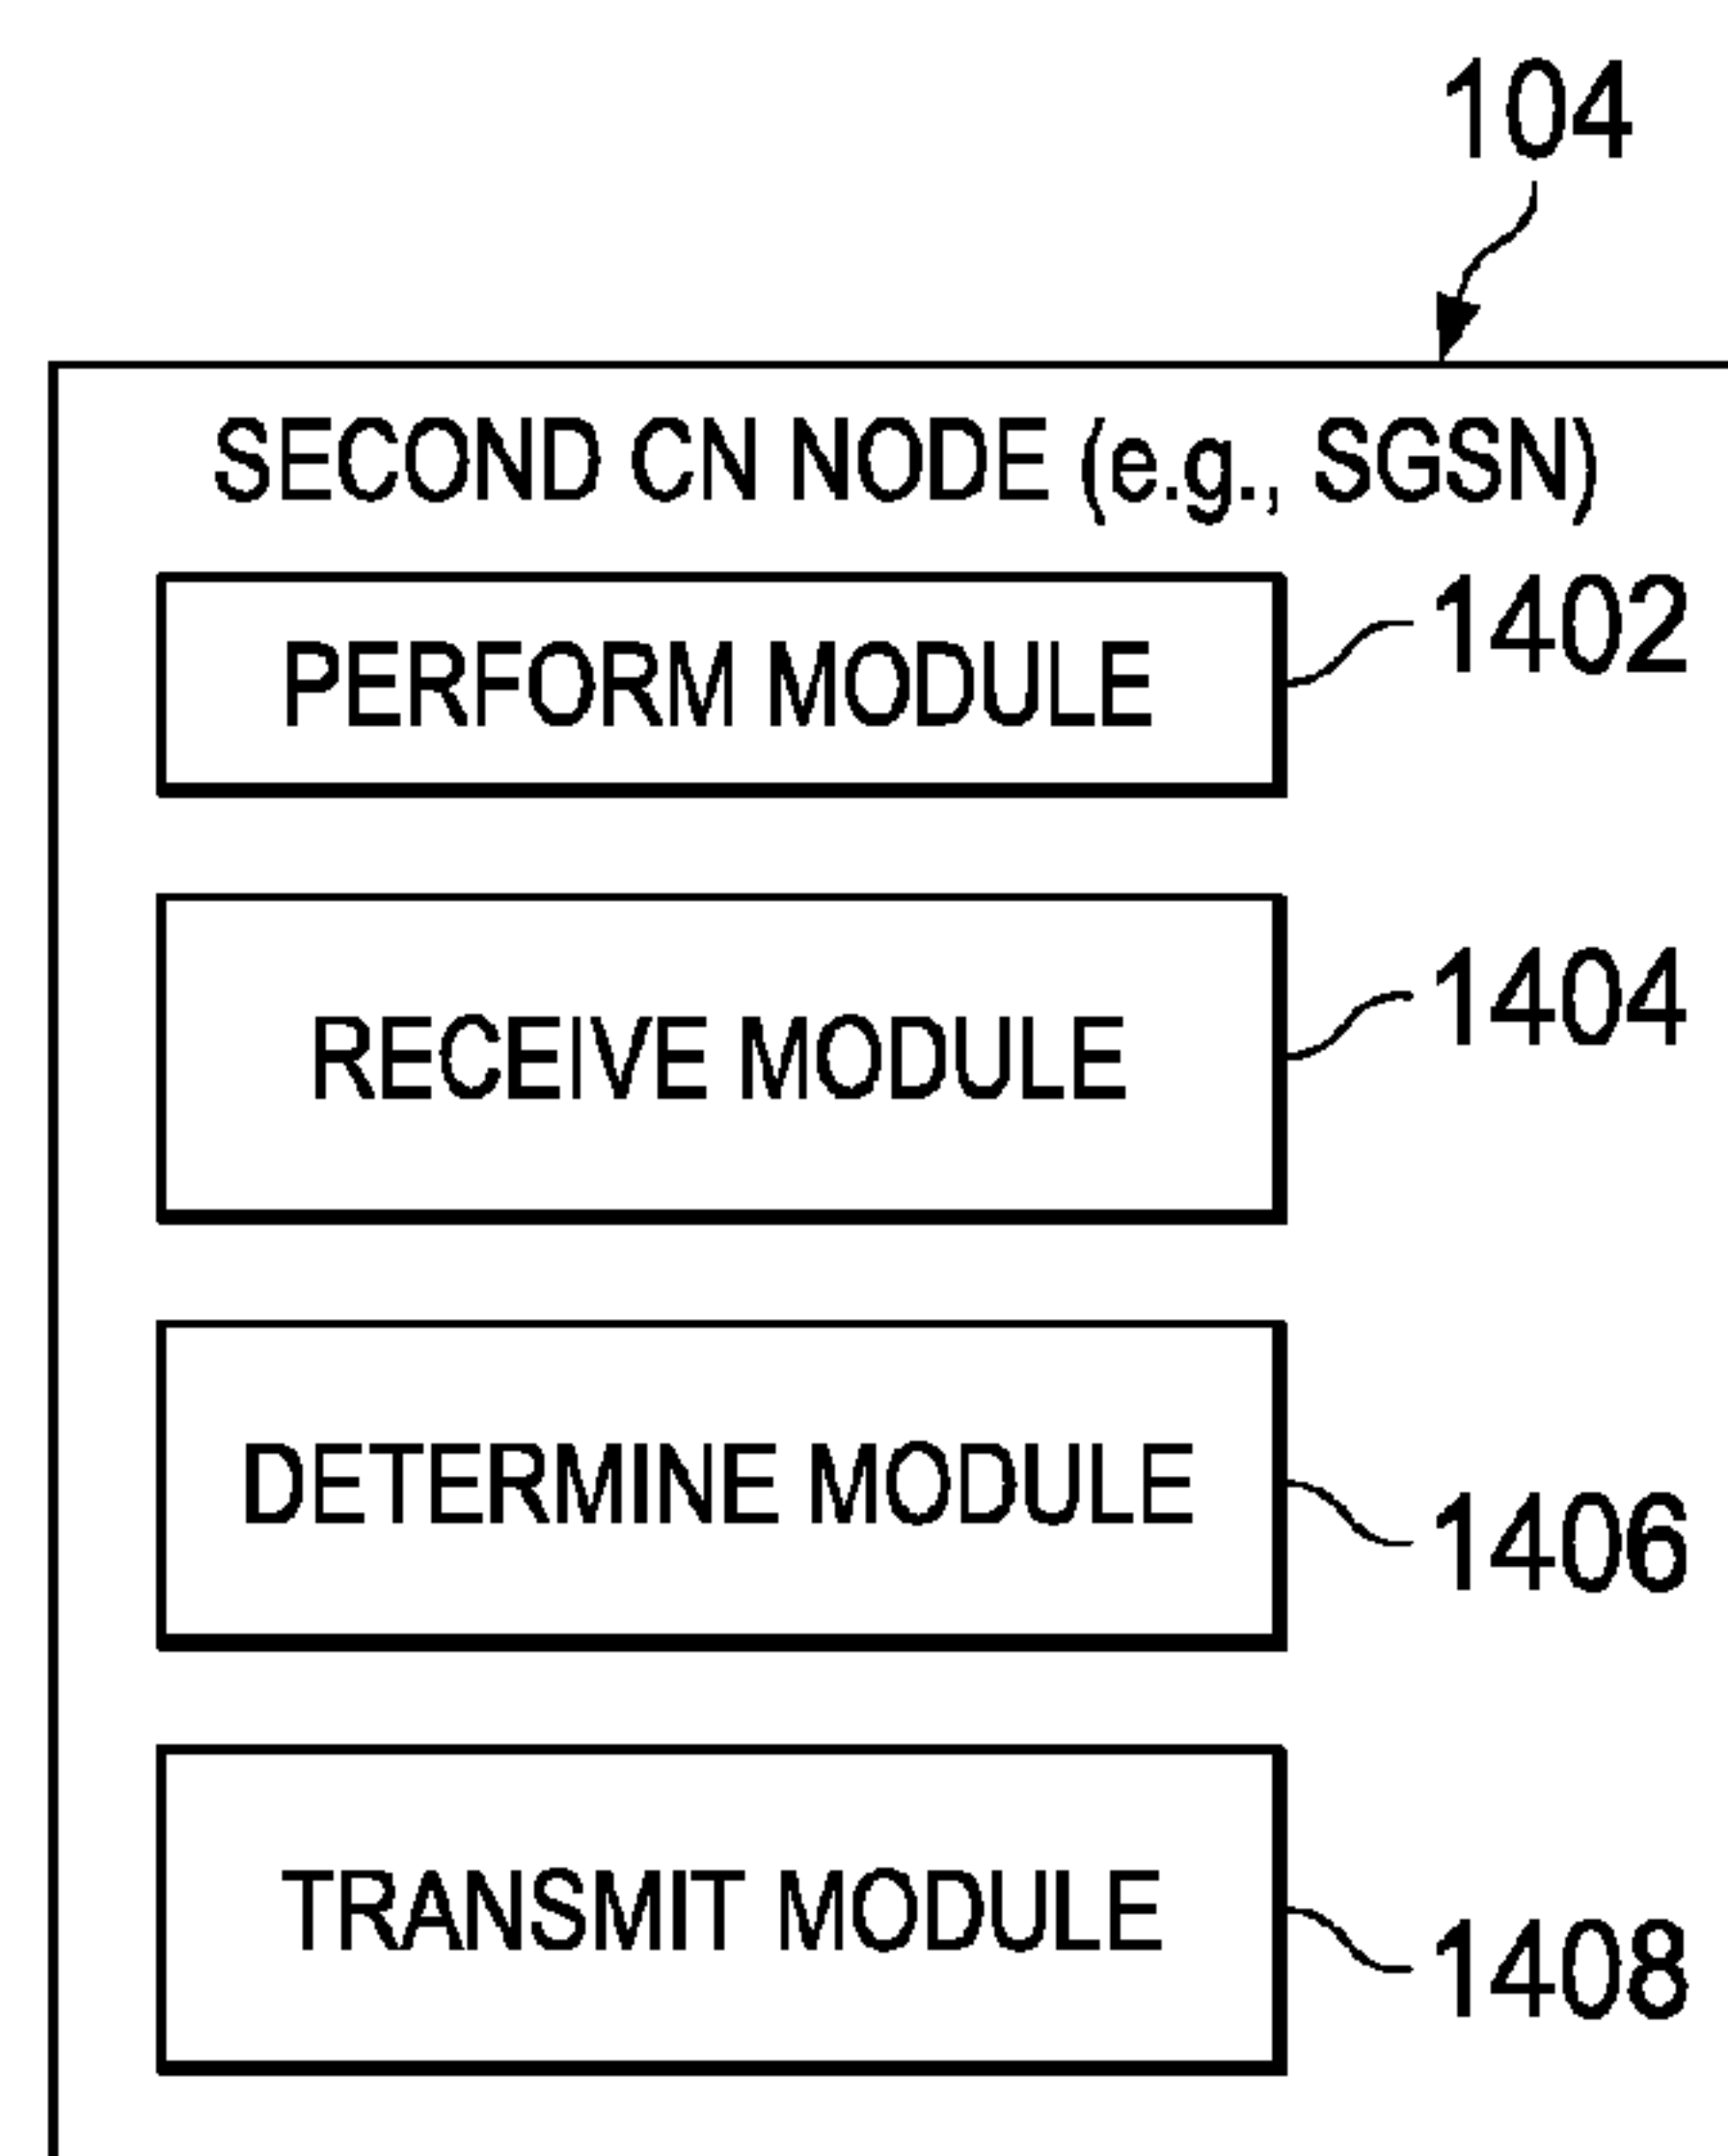 104
SECOND CN NODE (e.g., SGSN)
PERFORM MODULE
1402
RECEIVE MODULE
1404
DETERMINE MODULE
1406
TRANSMIT MODULE
1408